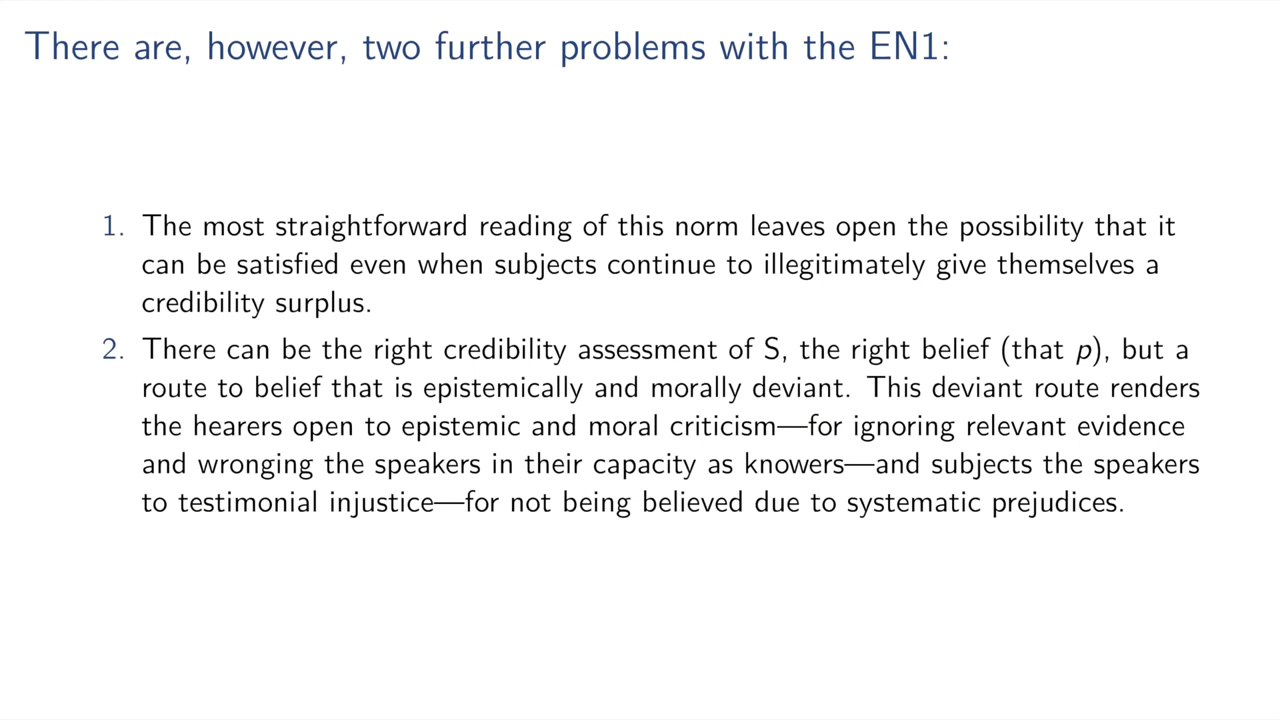 There are, however, two further problems with the EN1:
1. The most straightforward reading of this norm leaves open the possibility that it
can be satisfied even when subjects continue to illegitimately give themselves a
credibility surplus.
2. There can be the right credibility assessment of S, the right belief (that p), but a
route to belief that is epistemically and morally deviant. This deviant route renders
the hearers open to epistemic and moral criticism—for ignoring relevant evidence
and wronging the speakers in their capacity as knowers—and subjects the speakers
to testimonial injustice—for not being believed due to systematic prejudices.